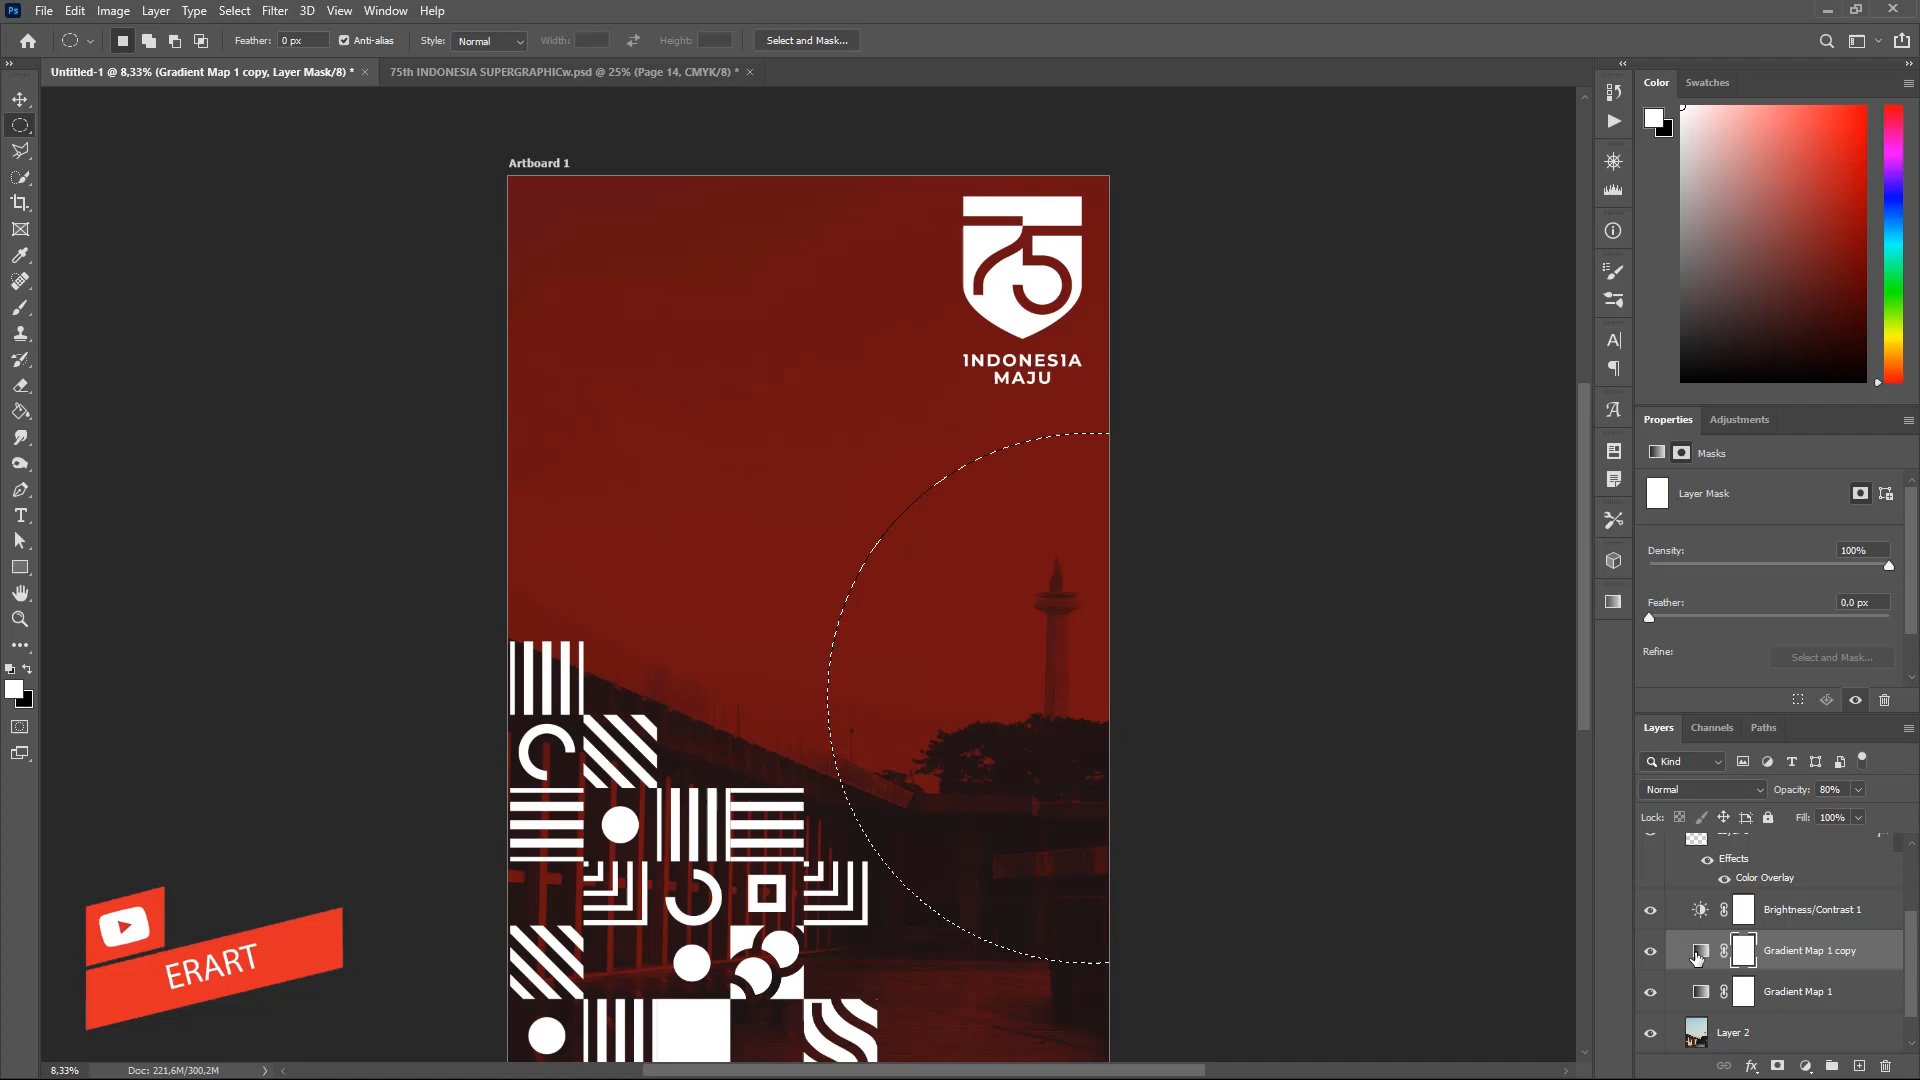 Ps File Edit Image Layer Type Select Filter 3D View Window Help
Feather: 0 px Anti-alias Style: Normal Width: Height: Select and Mask...
Untitled-1 @ 8,33% (Gradient Map 1 copy, Layer Mask/8) * × 75th INDONESIA SUPERGRAPHICw.psd @ 25% (Page 14, CMYK/8) * ×
Color Swatches
Artboard 1
75
1NDONES1A
MAJU
Properties Adjustments
Masks
Layer Mask
Density: 100%
Feather: 0,0 px
Refine: Select and Mask...
Layers Channels Paths
Kind
Normal Opacity: 80%
Lock: Fill: 100%
Effects
Color Overlay
Brightness/Contrast 1
Gradient Map 1 copy
Gradient Map 1
Layer 2
ERART
8,33% Doc: 221,6M/300,2M